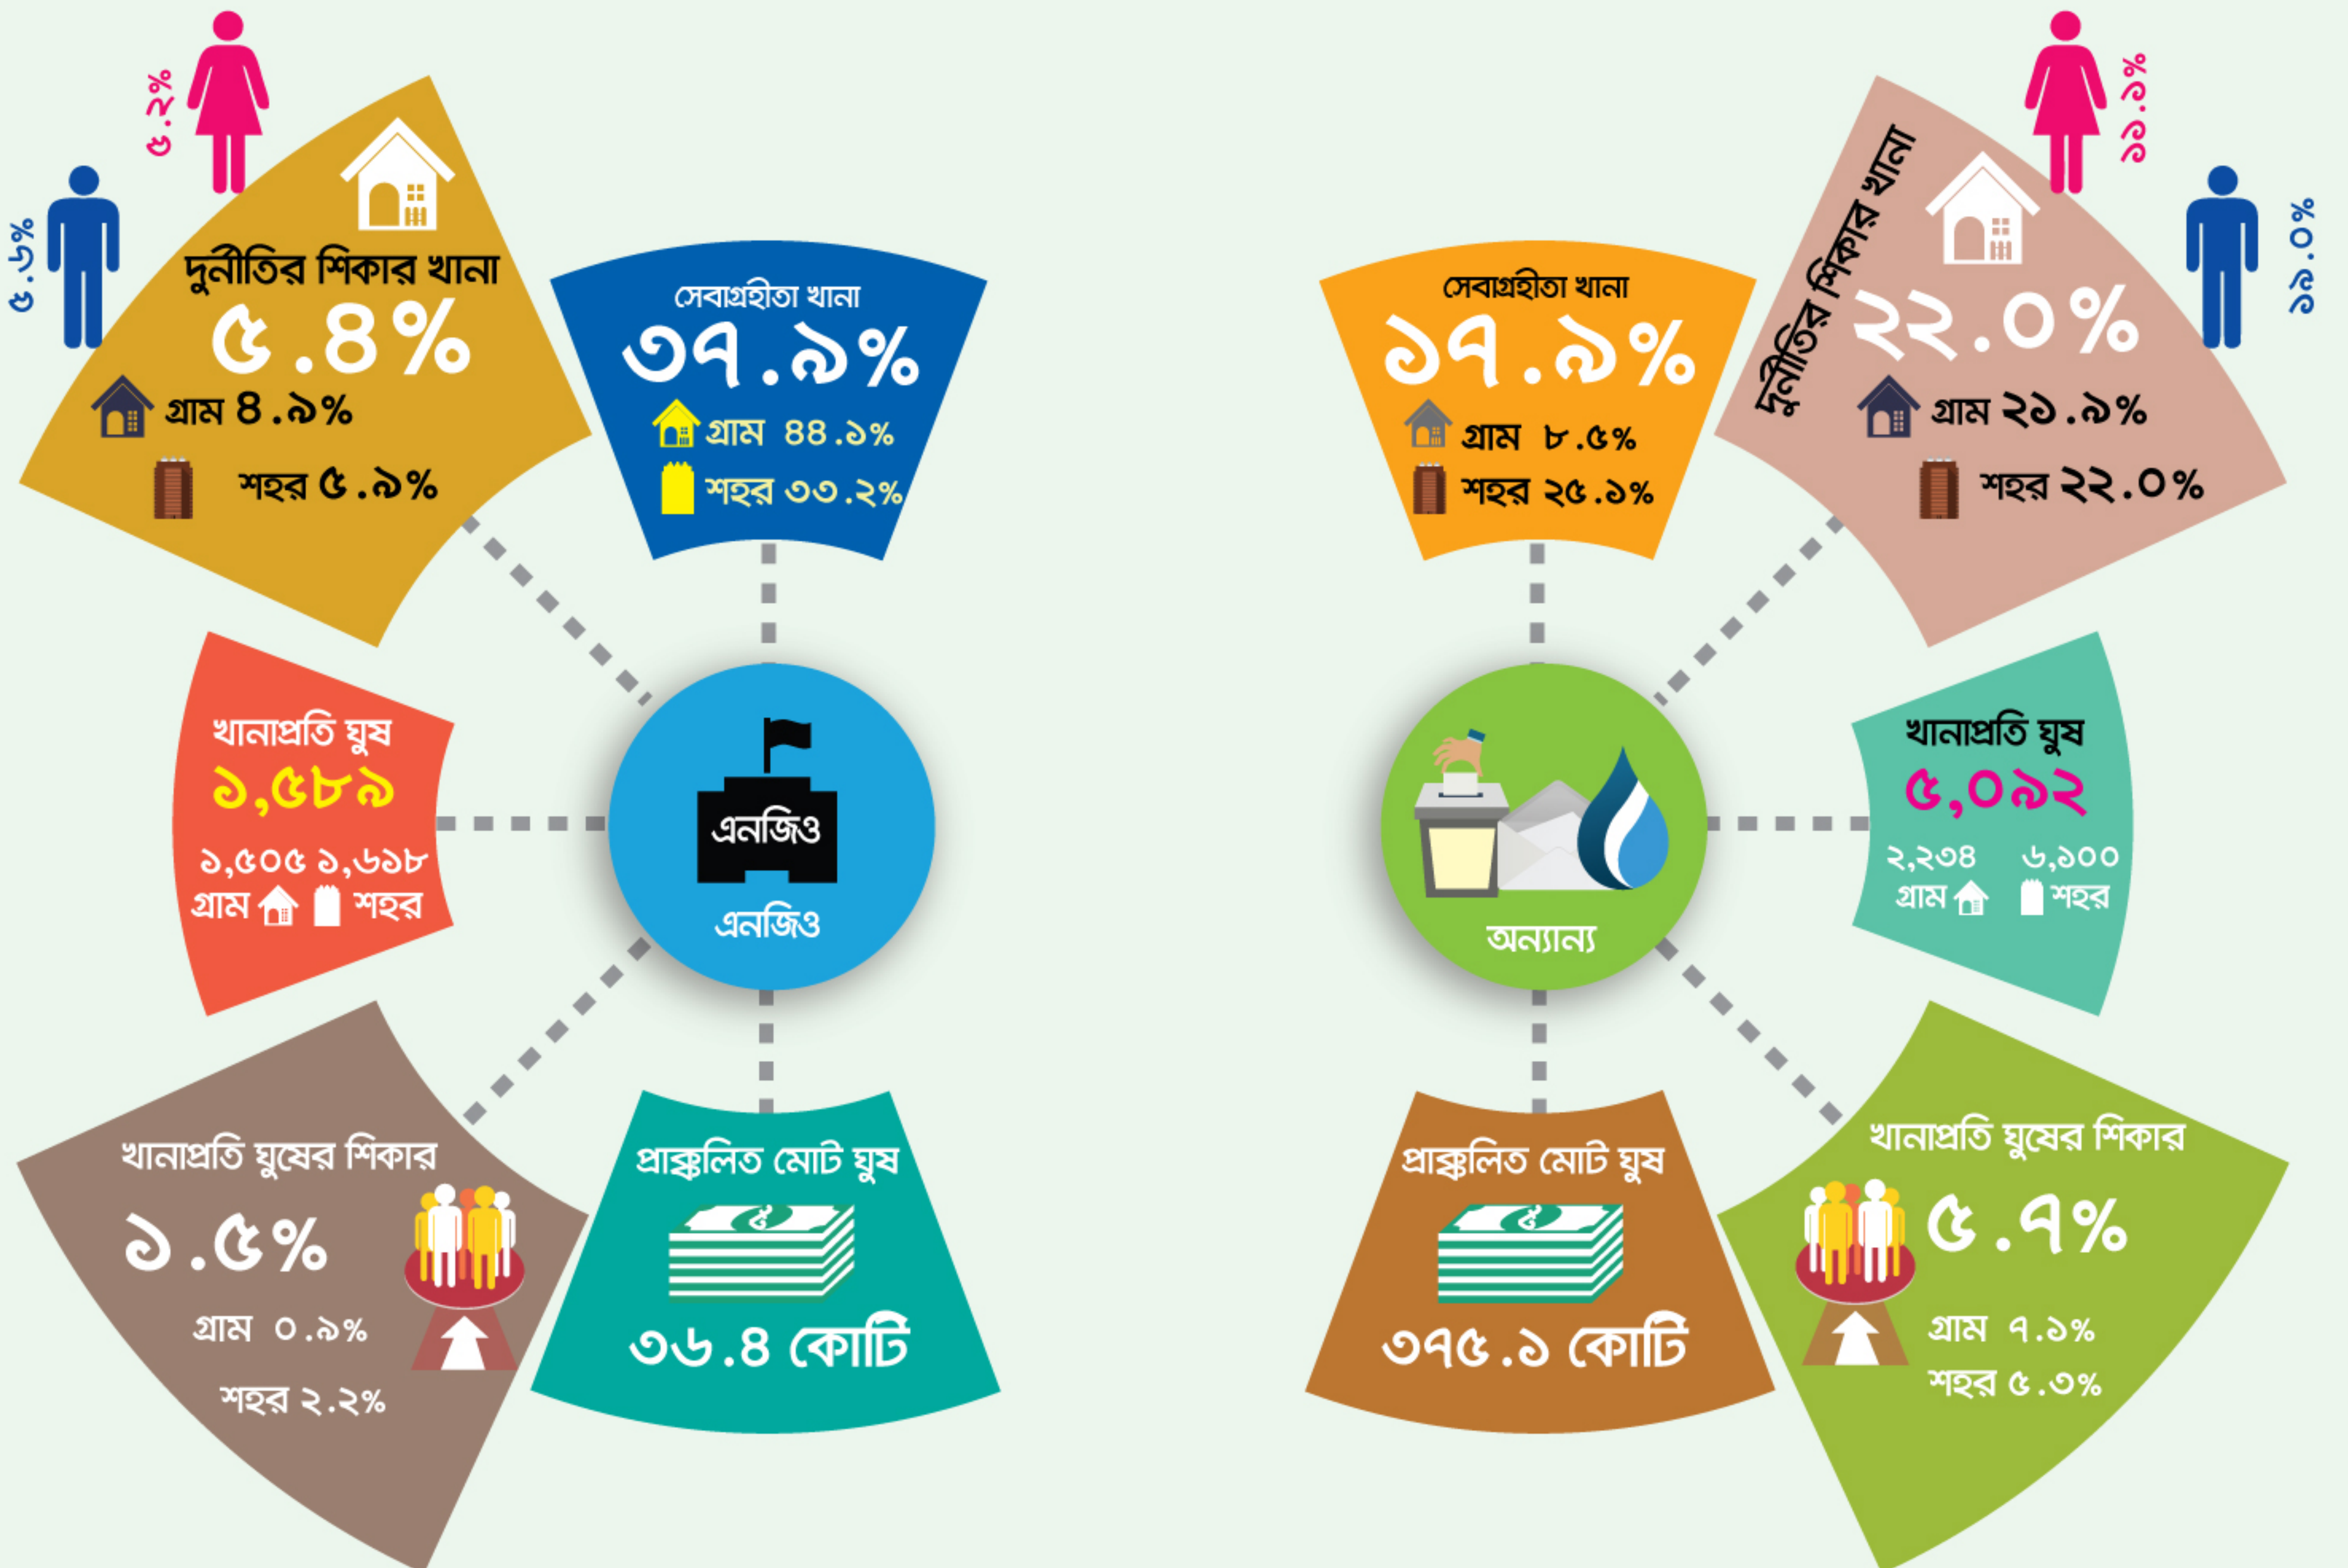 ৫.২%
৫.৬%
দুর্নীতির শিকার খানা
৫.৪%
গ্রাম ৪.৯%
শহর ৫.৯%
সেবাগ্রহীতা খানা
৩৭.৯%
গ্রাম ৪৪.১%
শহর ৩৩.২%
খানাপ্রতি ঘুষ
১,৫৮৯
১,৫০৫ ১,৬১৮
গ্রাম শহর
এনজিও
এনজিও
খানাপ্রতি ঘুষের শিকার
১.৫%
গ্রাম ০.৯%
শহর ২.২%
প্রাক্কলিত মোট ঘুষ
৫
৩৬.৪ কোটি
সেবাগ্রহীতা খানা
১৭.৯%
গ্রাম ৮.৫%
শহর ২৫.১%
১১.১%
১৯.০%
দুর্নীতির শিকার খানা
২২.০%
গ্রাম ২১.৯%
শহর ২২.০%
অন্যান্য
খানাপ্রতি ঘুষ
৫,০৯২
২,২৩৪ ৬,১০০
গ্রাম শহর
প্রাক্কলিত মোট ঘুষ
৫
৩৭৫.১ কোটি
খানাপ্রতি ঘুষের শিকার
৫.৭%
গ্রাম ৭.১%
শহর ৫.৩%